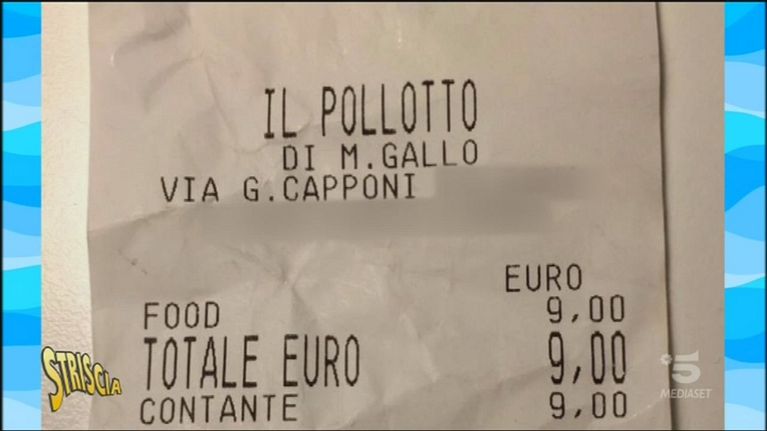 IL POLLOTTO
DI M.GALLO
VIA G.CAPPONI
EURO
FOOD 9,00
TOTALE EURO 9,00
CONTANTE 9,00
STRISCIA
5
MEDIASET